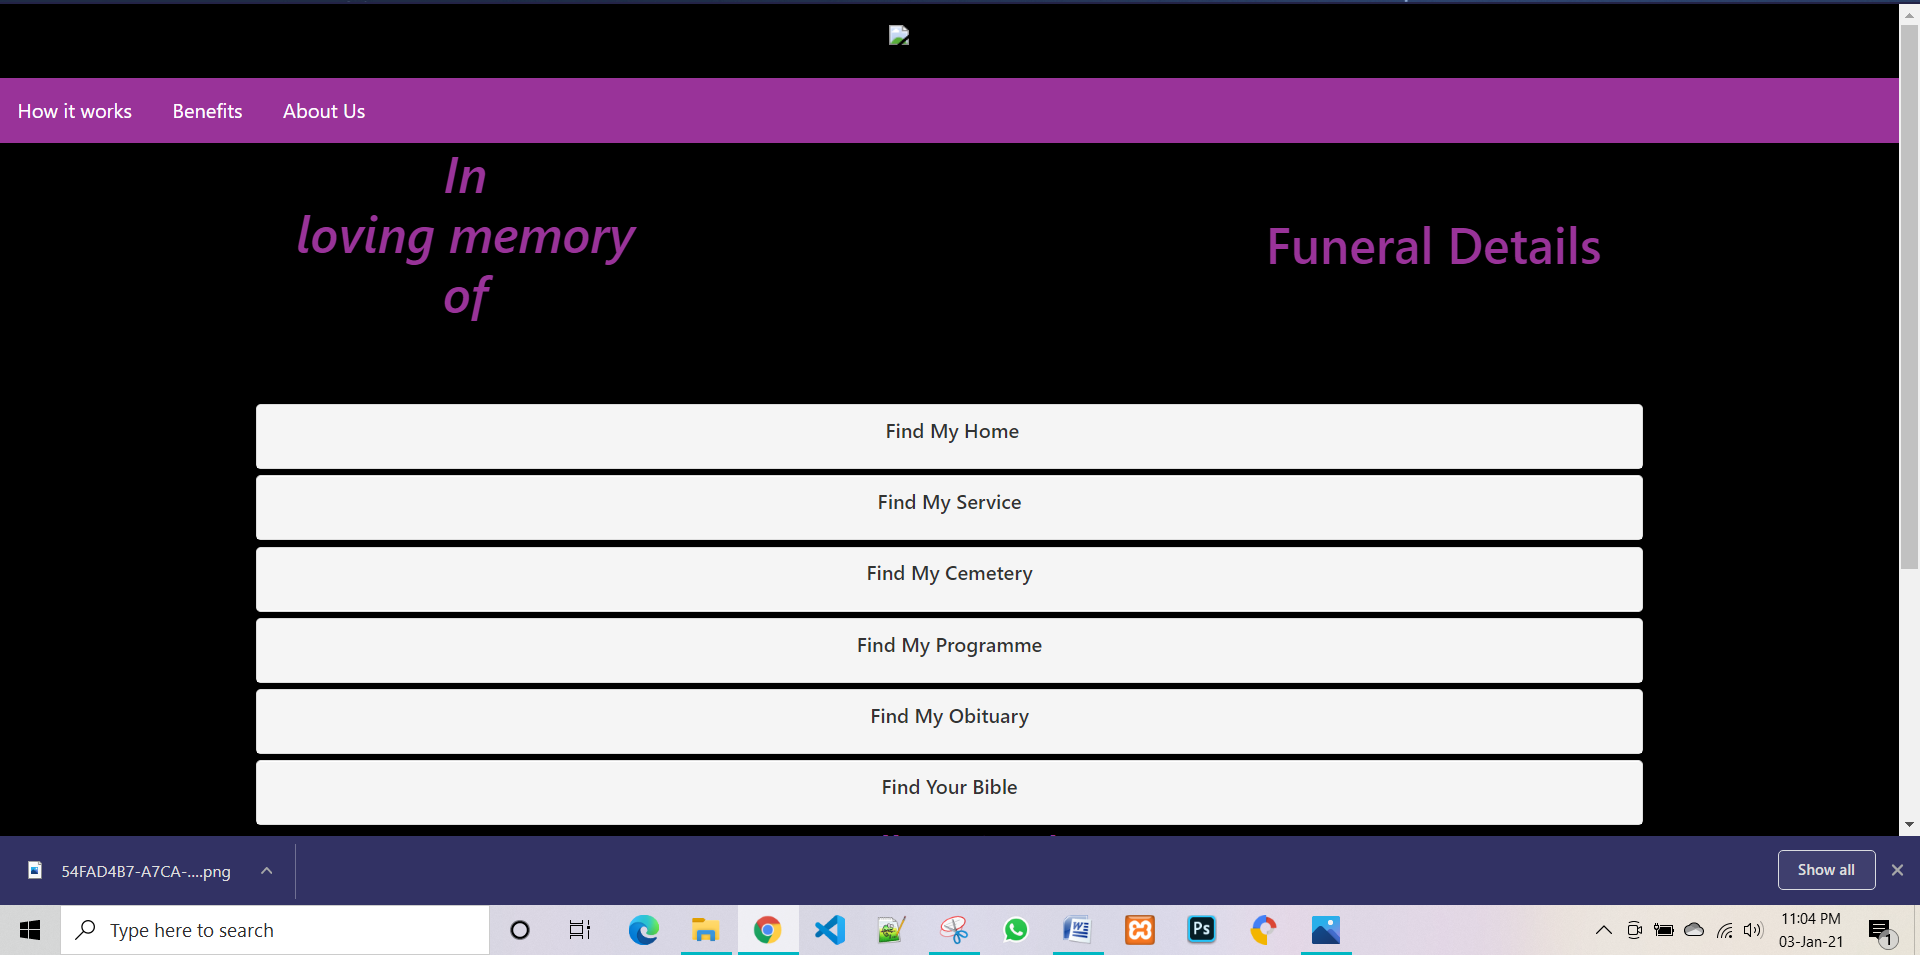 How it works Benefits About Us
In
loving memory
of
Funeral Details
Find My Home
Find My Service
Find My Cemetery
Find My Programme
Find My Obituary
Find Your Bible
54FAD4B7-A7CA-....png
Show all
Type here to search
Ps
11:04 PM
03-Jan-21
1